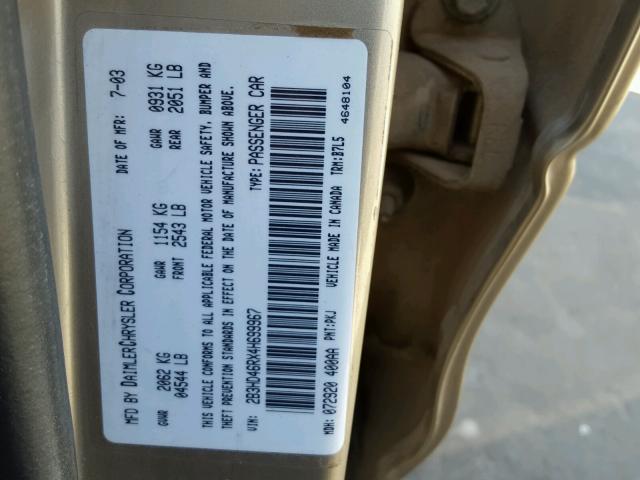 MFD BY DAIMLERCHRYSLER CORPORATION DATE OF MFR: 7-03
GVWR 2062 KG 04544 LB GAWR FRONT 1154 KG 2543 LB GAWR REAR 0931 KG 2051 LB
THIS VEHICLE CONFORMS TO ALL APPLICABLE FEDERAL MOTOR VEHICLE SAFETY, BUMPER AND
THEFT PREVENTION STANDARDS IN EFFECT ON THE DATE OF MANUFACTURE SHOWN ABOVE.
VIN: 2B3HD46RX4H699967 TYPE: PASSENGER CAR
MDH: 072920 400AA PNT: PKJ VEHICLE MADE IN CANADA TRM: B7L5
4648104